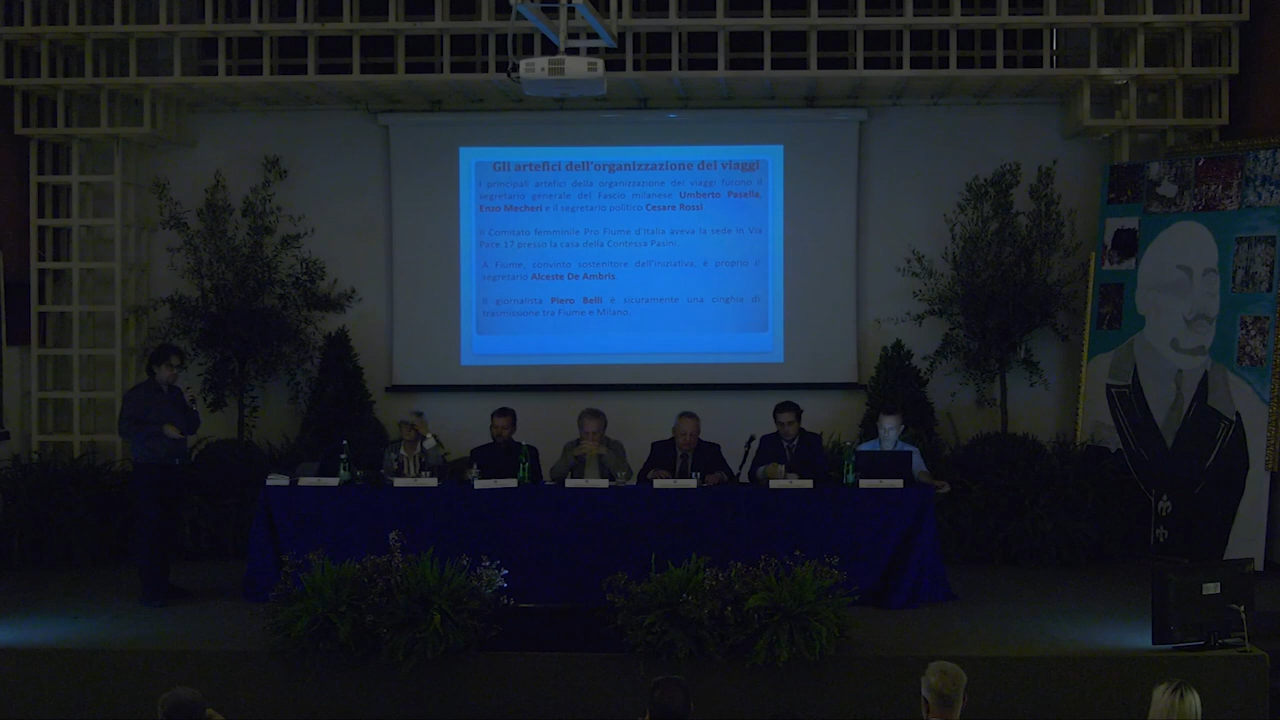 Gli artefici dell'organizzazione dei viaggi
I principali artefici della organizzazione dei viaggi furono il
segretario generale del Fascio milanese Umberto Pasella,
Enzo Mecheri e il segretario politico Cesare Rossi.
Il Comitato femminile Pro Fiume d'Italia aveva la sede in Via
Pace 17 presso la casa della Contessa Pasini.
A Fiume, convinto sostenitore dell'iniziativa, è proprio il
segretario Alceste De Ambris.
Il giornalista Piero Belli è sicuramente una cinghia di
trasmissione tra Fiume e Milano.